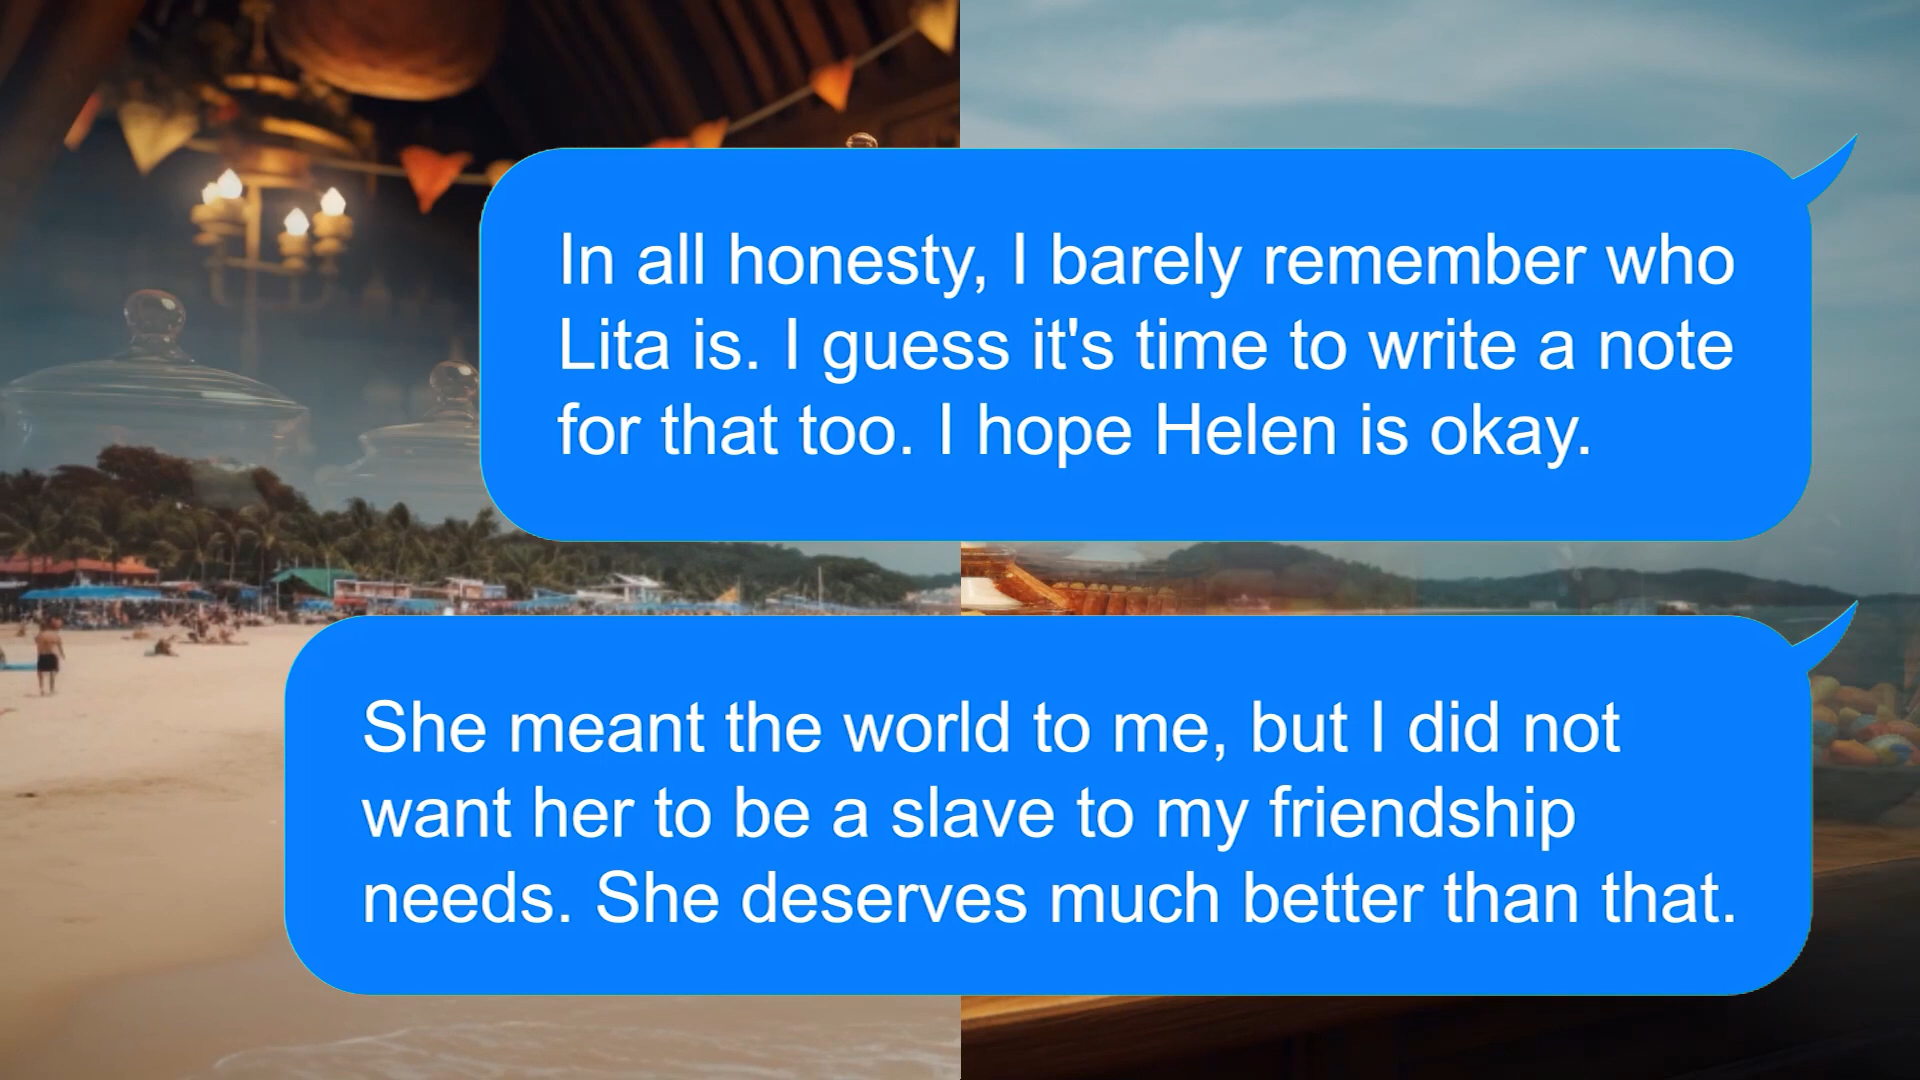 In all honesty, I barely remember who
Lita is. I guess it's time to write a note
for that too. I hope Helen is okay.
She meant the world to me, but I did not
want her to be a slave to my friendship
needs. She deserves much better than that.